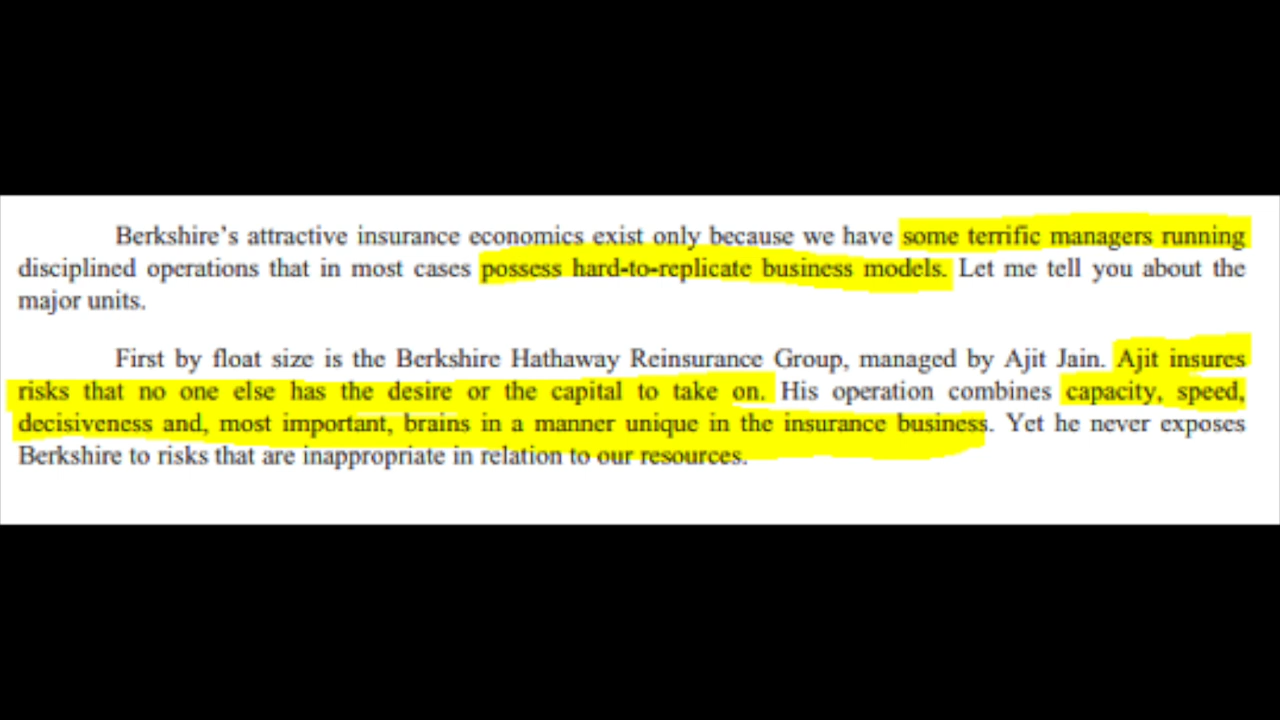 Berkshire’s attractive insurance economics exist only because we have some terrific managers running
disciplined operations that in most cases possess hard-to-replicate business models. Let me tell you about the
major units.
First by float size is the Berkshire Hathaway Reinsurance Group, managed by Ajit Jain. Ajit insures
risks that no one else has the desire or the capital to take on. His operation combines capacity, speed,
decisiveness and, most important, brains in a manner unique in the insurance business. Yet he never exposes
Berkshire to risks that are inappropriate in relation to our resources.